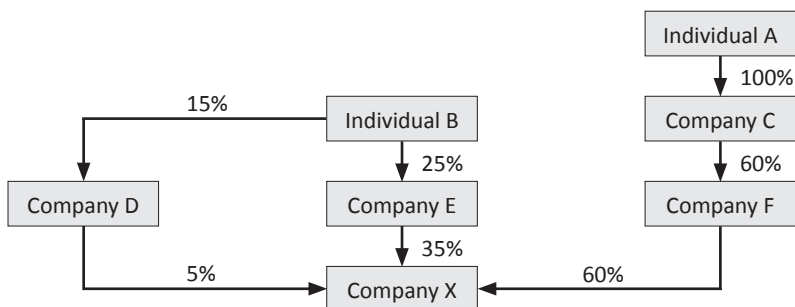 Individual A
100%
15%
Individual B
Company C
25%
60%
Company D
Company E
Company F
35%
5%
60%
Company X